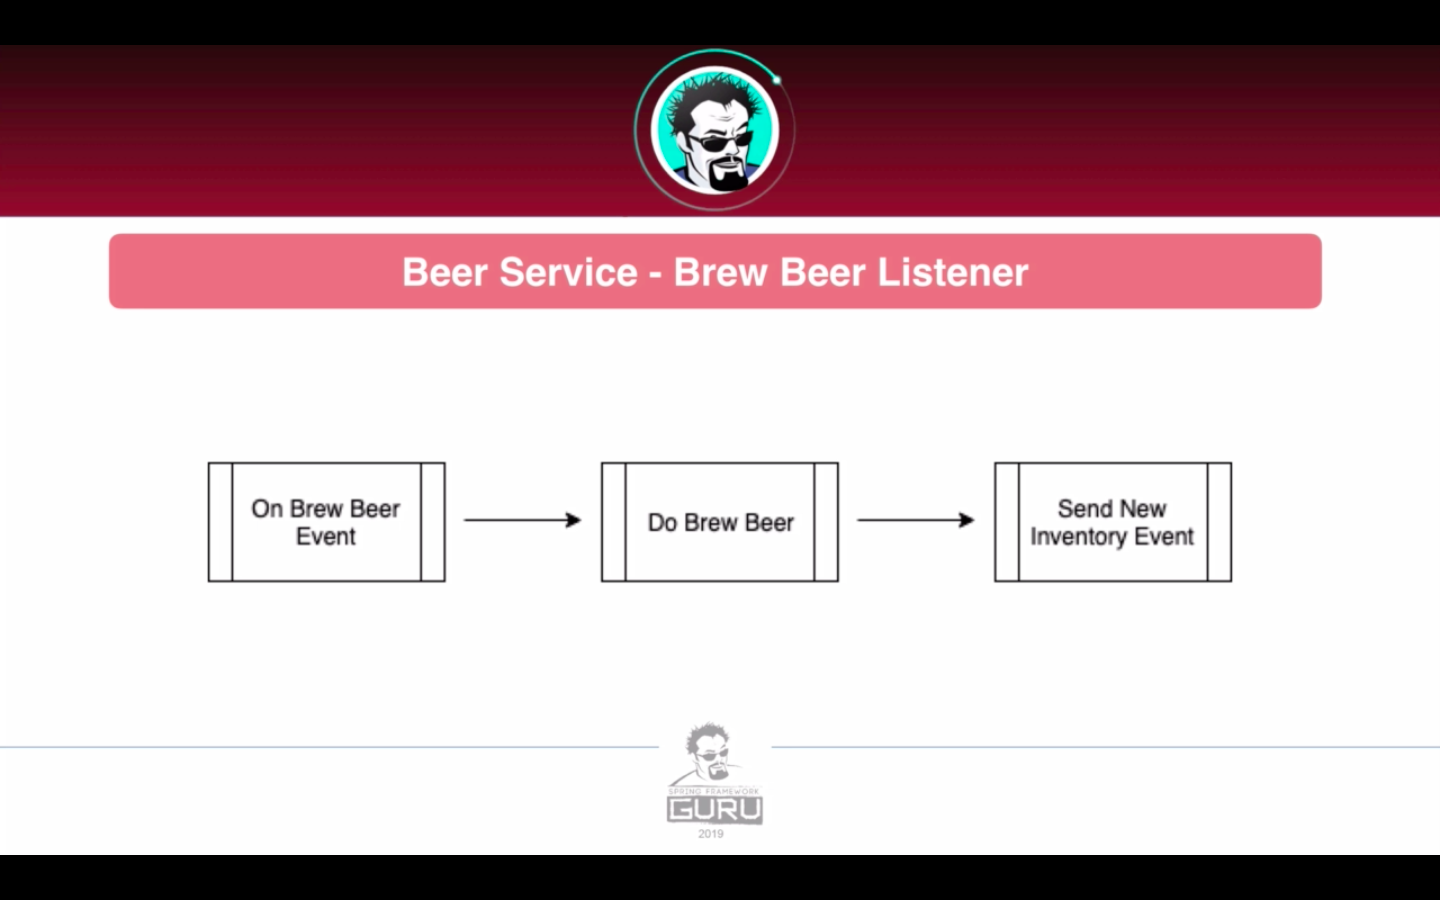 Beer Service - Brew Beer Listener
On Brew Beer
Event
Do Brew Beer
Send New
Inventory Event
SPRING FRAMEWORK
GURU
2019